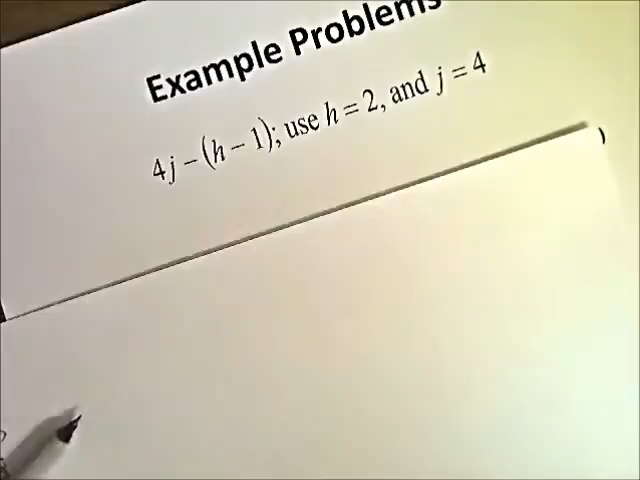 Example Problems
4j – (h – 1); use h = 2, and j = 4
)